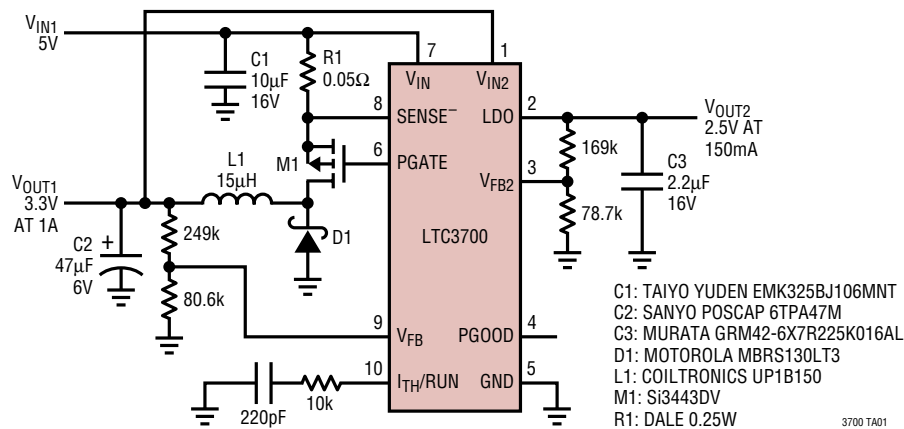 VIN1
5V
C1
10µF
16V
R1
0.05Ω
7
1
VIN
VIN2
8
SENSE–
LDO
2
VOUT2
2.5V AT
150mA
M1
6
PGATE
169k
C3
2.2µF
16V
VFB2
3
78.7k
L1
15µH
VOUT1
3.3V
AT 1A
D1
LTC3700
C2
+
47µF
6V
249k
80.6k
9
VFB
PGOOD
4
10
ITH/RUN
GND
5
220pF
10k
C1: TAIYO YUDEN EMK325BJ106MNT
C2: SANYO POSCAP 6TPA47M
C3: MURATA GRM42-6X7R225K016AL
D1: MOTOROLA MBRS130LT3
L1: COILTRONICS UP1B150
M1: Si3443DV
R1: DALE 0.25W
3700 TA01